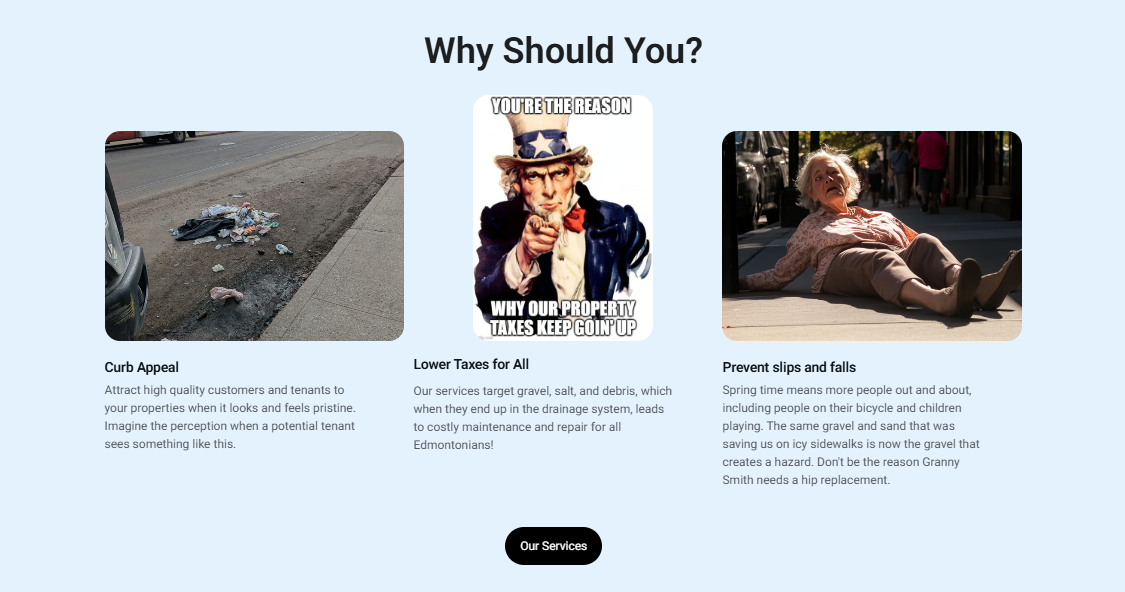 Why Should You?
YOU'RE THE REASON
WHY OUR PROPERTY
TAXES KEEP GOIN' UP
Curb Appeal
Attract high quality customers and tenants to
your properties when it looks and feels pristine.
Imagine the perception when a potential tenant
sees something like this.
Lower Taxes for All
Our services target gravel, salt, and debris, which
when they end up in the drainage system, leads
to costly maintenance and repair for all
Edmontonians!
Prevent slips and falls
Spring time means more people out and about,
including people on their bicycle and children
playing. The same gravel and sand that was
saving us on icy sidewalks is now the gravel that
creates a hazard. Don't be the reason Granny
Smith needs a hip replacement.
Our Services